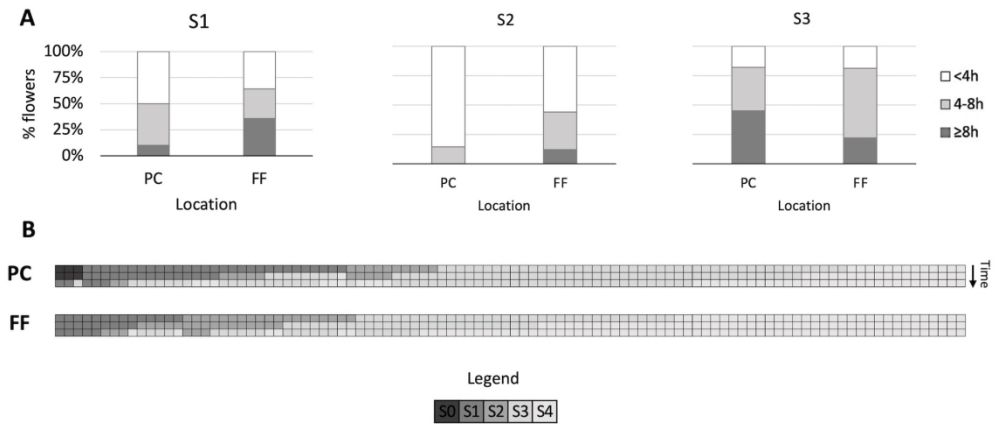 A
S1
S2
S3
% flowers
100%
75%
50%
25%
0%
PC
FF
Location
PC
FF
Location
PC
FF
Location
<4h
4-8h
≥8h
B
PC
FF
Time
Legend
S0 S1 S2 S3 S4